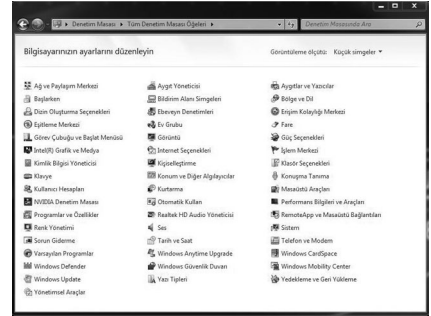 Denetim Masası ▸ Tüm Denetim Masası Öğeleri ▸
Denetim Masasında Ara
Bilgisayarınızın ayarlarını düzenleyin
Görüntüleme ölçütü: Küçük simgeler
Ağ ve Paylaşım Merkezi
Aygıt Yöneticisi
Aygıtlar ve Yazıcılar
Başlarken
Bildirim Alanı Simgeleri
Bölge ve Dil
Dizin Oluşturma Seçenekleri
Ebeveyn Denetimleri
Erişim Kolaylığı Merkezi
Eşitleme Merkezi
Ev Grubu
Fare
Görev Çubuğu ve Başlat Menüsü
Görüntü
Güç Seçenekleri
Intel(R) Grafik ve Medya
Internet Seçenekleri
İşlem Merkezi
Kimlik Bilgisi Yöneticisi
Kişiselleştirme
Klasör Seçenekleri
Klavye
Konum ve Diğer Algılayıcılar
Konuşma Tanıma
Kullanıcı Hesapları
Kurtarma
Masaüstü Araçları
NVIDIA Denetim Masası
Otomatik Kullan
Performans Bilgileri ve Araçları
Programlar ve Özellikler
Realtek HD Audio Yöneticisi
RemoteApp ve Masaüstü Bağlantıları
Renk Yönetimi
Ses
Sistem
Sorun Giderme
Tarih ve Saat
Telefon ve Modem
Varsayılan Programlar
Windows Anytime Upgrade
Windows CardSpace
Windows Defender
Windows Güvenlik Duvarı
Windows Mobility Center
Windows Update
Yazı Tipleri
Yedekleme ve Geri Yükleme
Yönetimsel Araçlar